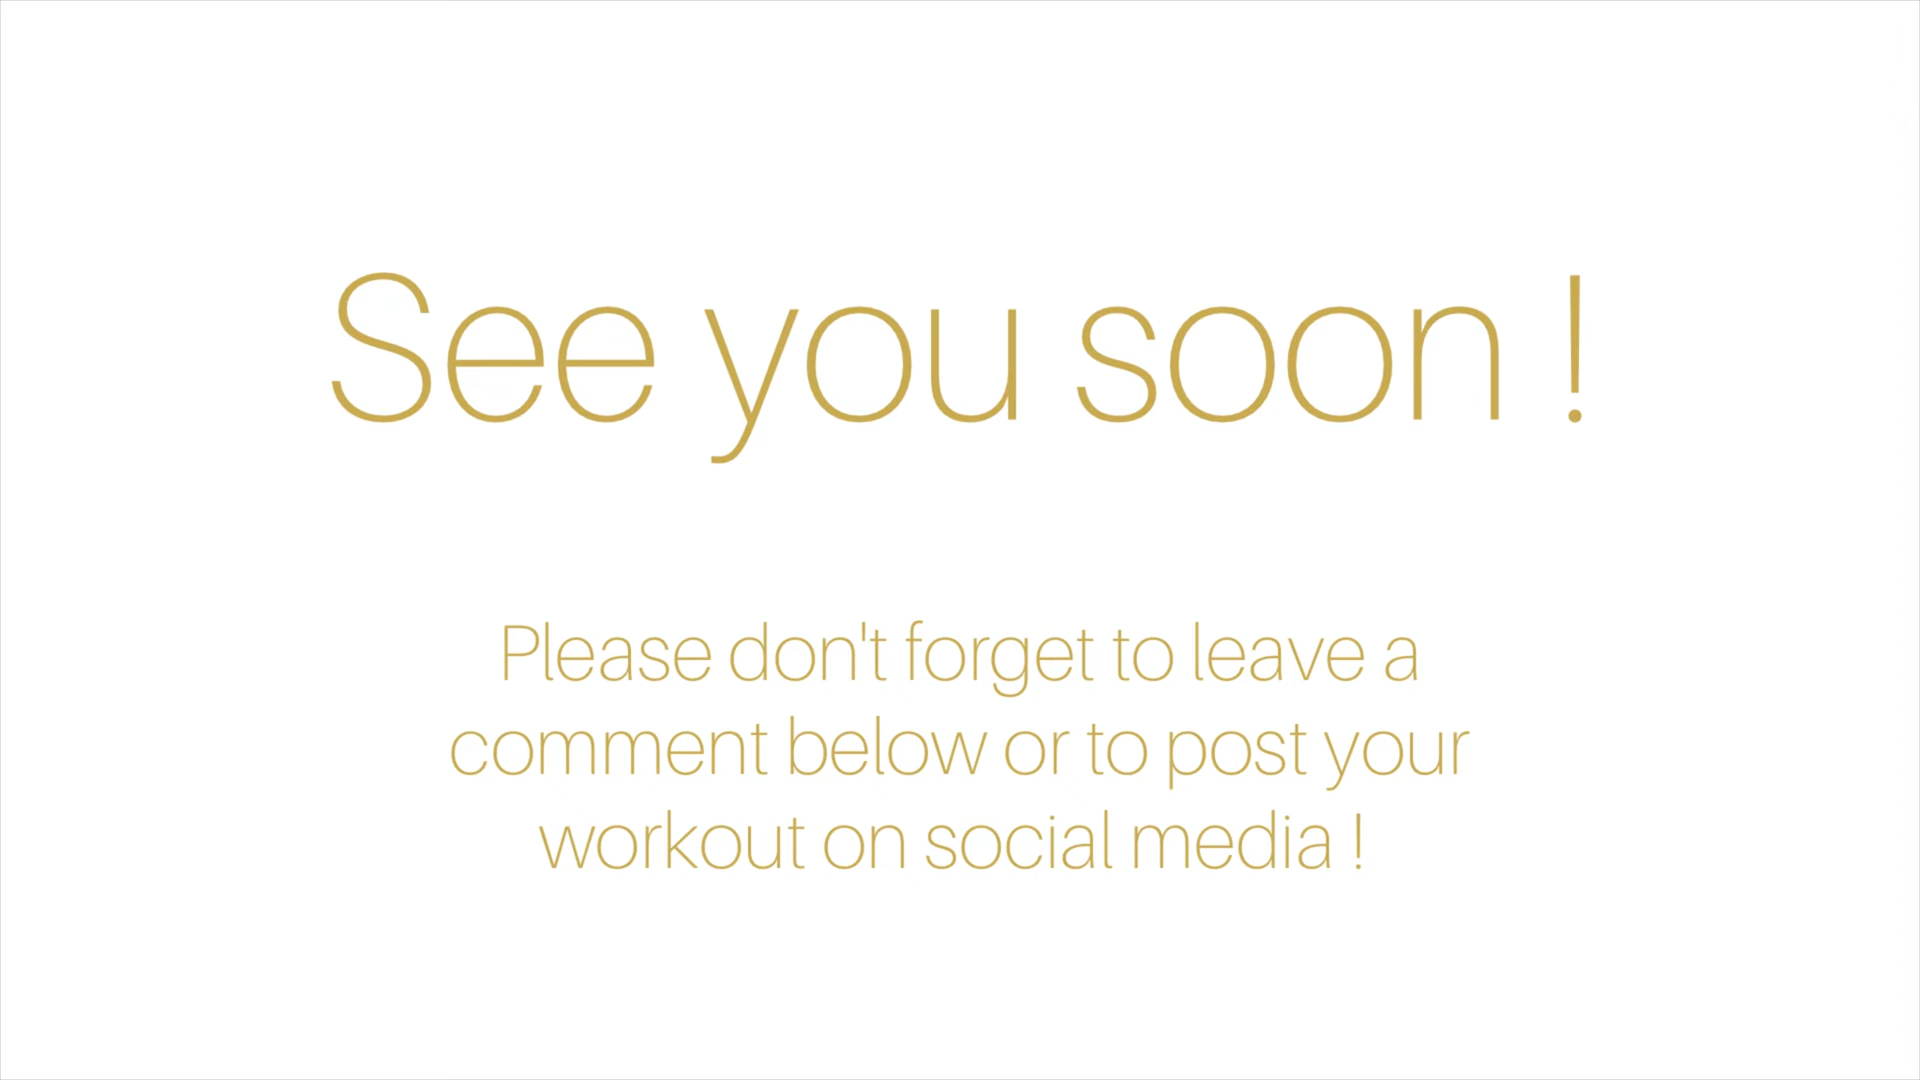 See you soon !
Please don't forget to leave a
comment below or to post your
workout on social media !